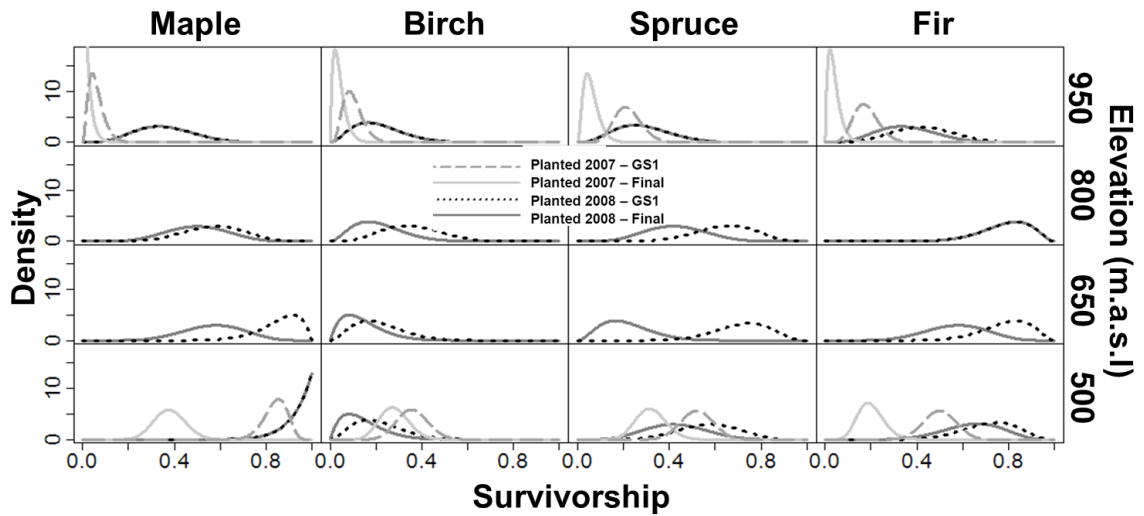 Maple Birch Spruce Fir
10
0
950
Planted 2007 – GS1
Planted 2007 – Final
Planted 2008 – GS1
Planted 2008 – Final
10
0
800
10
0
650
10
0
500
Density
Elevation (m.a.s.l)
0.0 0.4 0.8 0.0 0.4 0.8 0.0 0.4 0.8 0.0 0.4 0.8
Survivorship